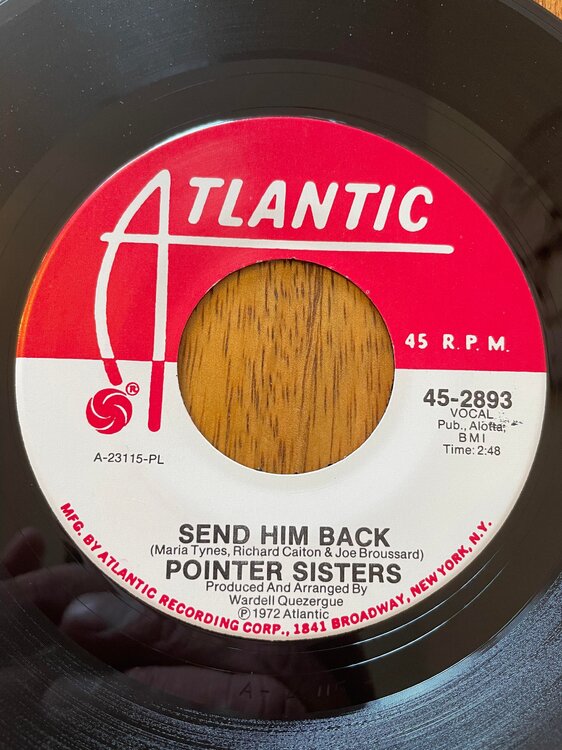 ATLANTIC
45 R.P.M.
®
45-2893
VOCAL
Pub., Alotta,
BMI
Time: 2:48
A-23115-PL
SEND HIM BACK
(Maria Tynes, Richard Caiton & Joe Broussard)
POINTER SISTERS
Produced And Arranged By
Wardell Quezergue
Ⓟ 1972 Atlantic
MFG. BY ATLANTIC RECORDING CORP., 1841 BROADWAY, NEW YORK, N.Y.